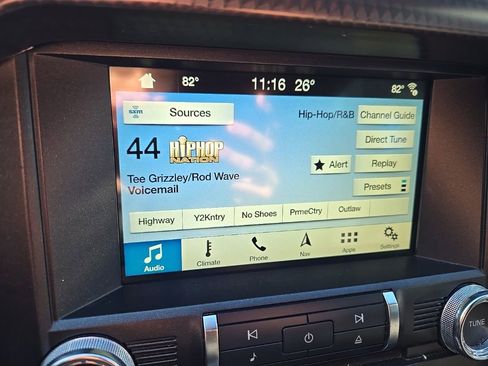 82° 11:16 26° 82°
sxm Sources Hip-Hop/R&B Channel Guide
Direct Tune
44 HIPHOP NATION
Alert Replay
Tee Grizzley/Rod Wave
Voicemail
Presets
Highway Y2Kntry No Shoes PrmeCtry Outlaw
Audio Climate Phone Nav Apps Settings
TUNE